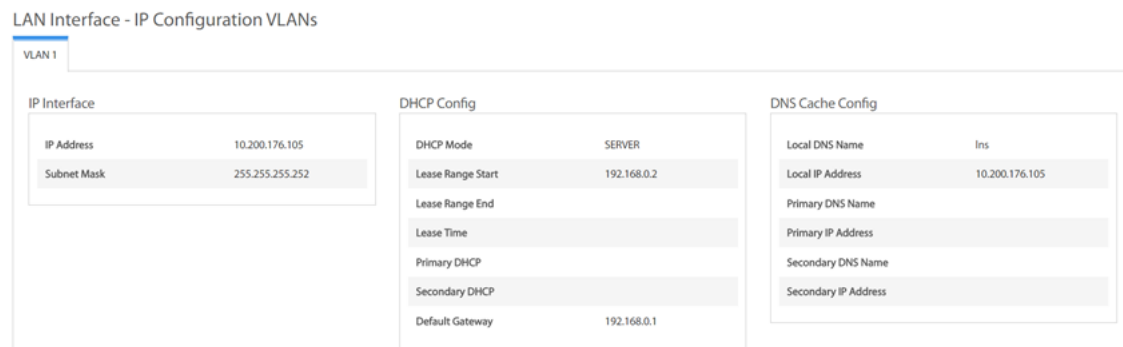 LAN Interface - IP Configuration VLANs
VLAN 1
IP Interface
IP Address 10.200.176.105
Subnet Mask 255.255.255.252
DHCP Config
DHCP Mode SERVER
Lease Range Start 192.168.0.2
Lease Range End
Lease Time
Primary DHCP
Secondary DHCP
Default Gateway 192.168.0.1
DNS Cache Config
Local DNS Name Ins
Local IP Address 10.200.176.105
Primary DNS Name
Primary IP Address
Secondary DNS Name
Secondary IP Address